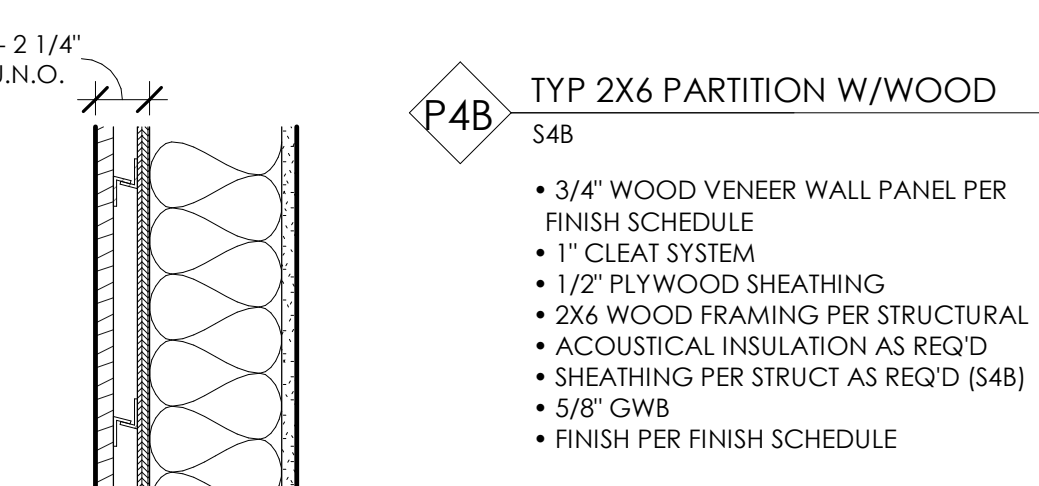 - 2 1/4"
U.N.O.
P4B
TYP 2X6 PARTITION W/WOOD
S4B
• 3/4" WOOD VENEER WALL PANEL PER
FINISH SCHEDULE
• 1" CLEAT SYSTEM
• 1/2" PLYWOOD SHEATHING
• 2X6 WOOD FRAMING PER STRUCTURAL
• ACOUSTICAL INSULATION AS REQ'D
• SHEATHING PER STRUCT AS REQ'D (S4B)
• 5/8" GWB
• FINISH PER FINISH SCHEDULE